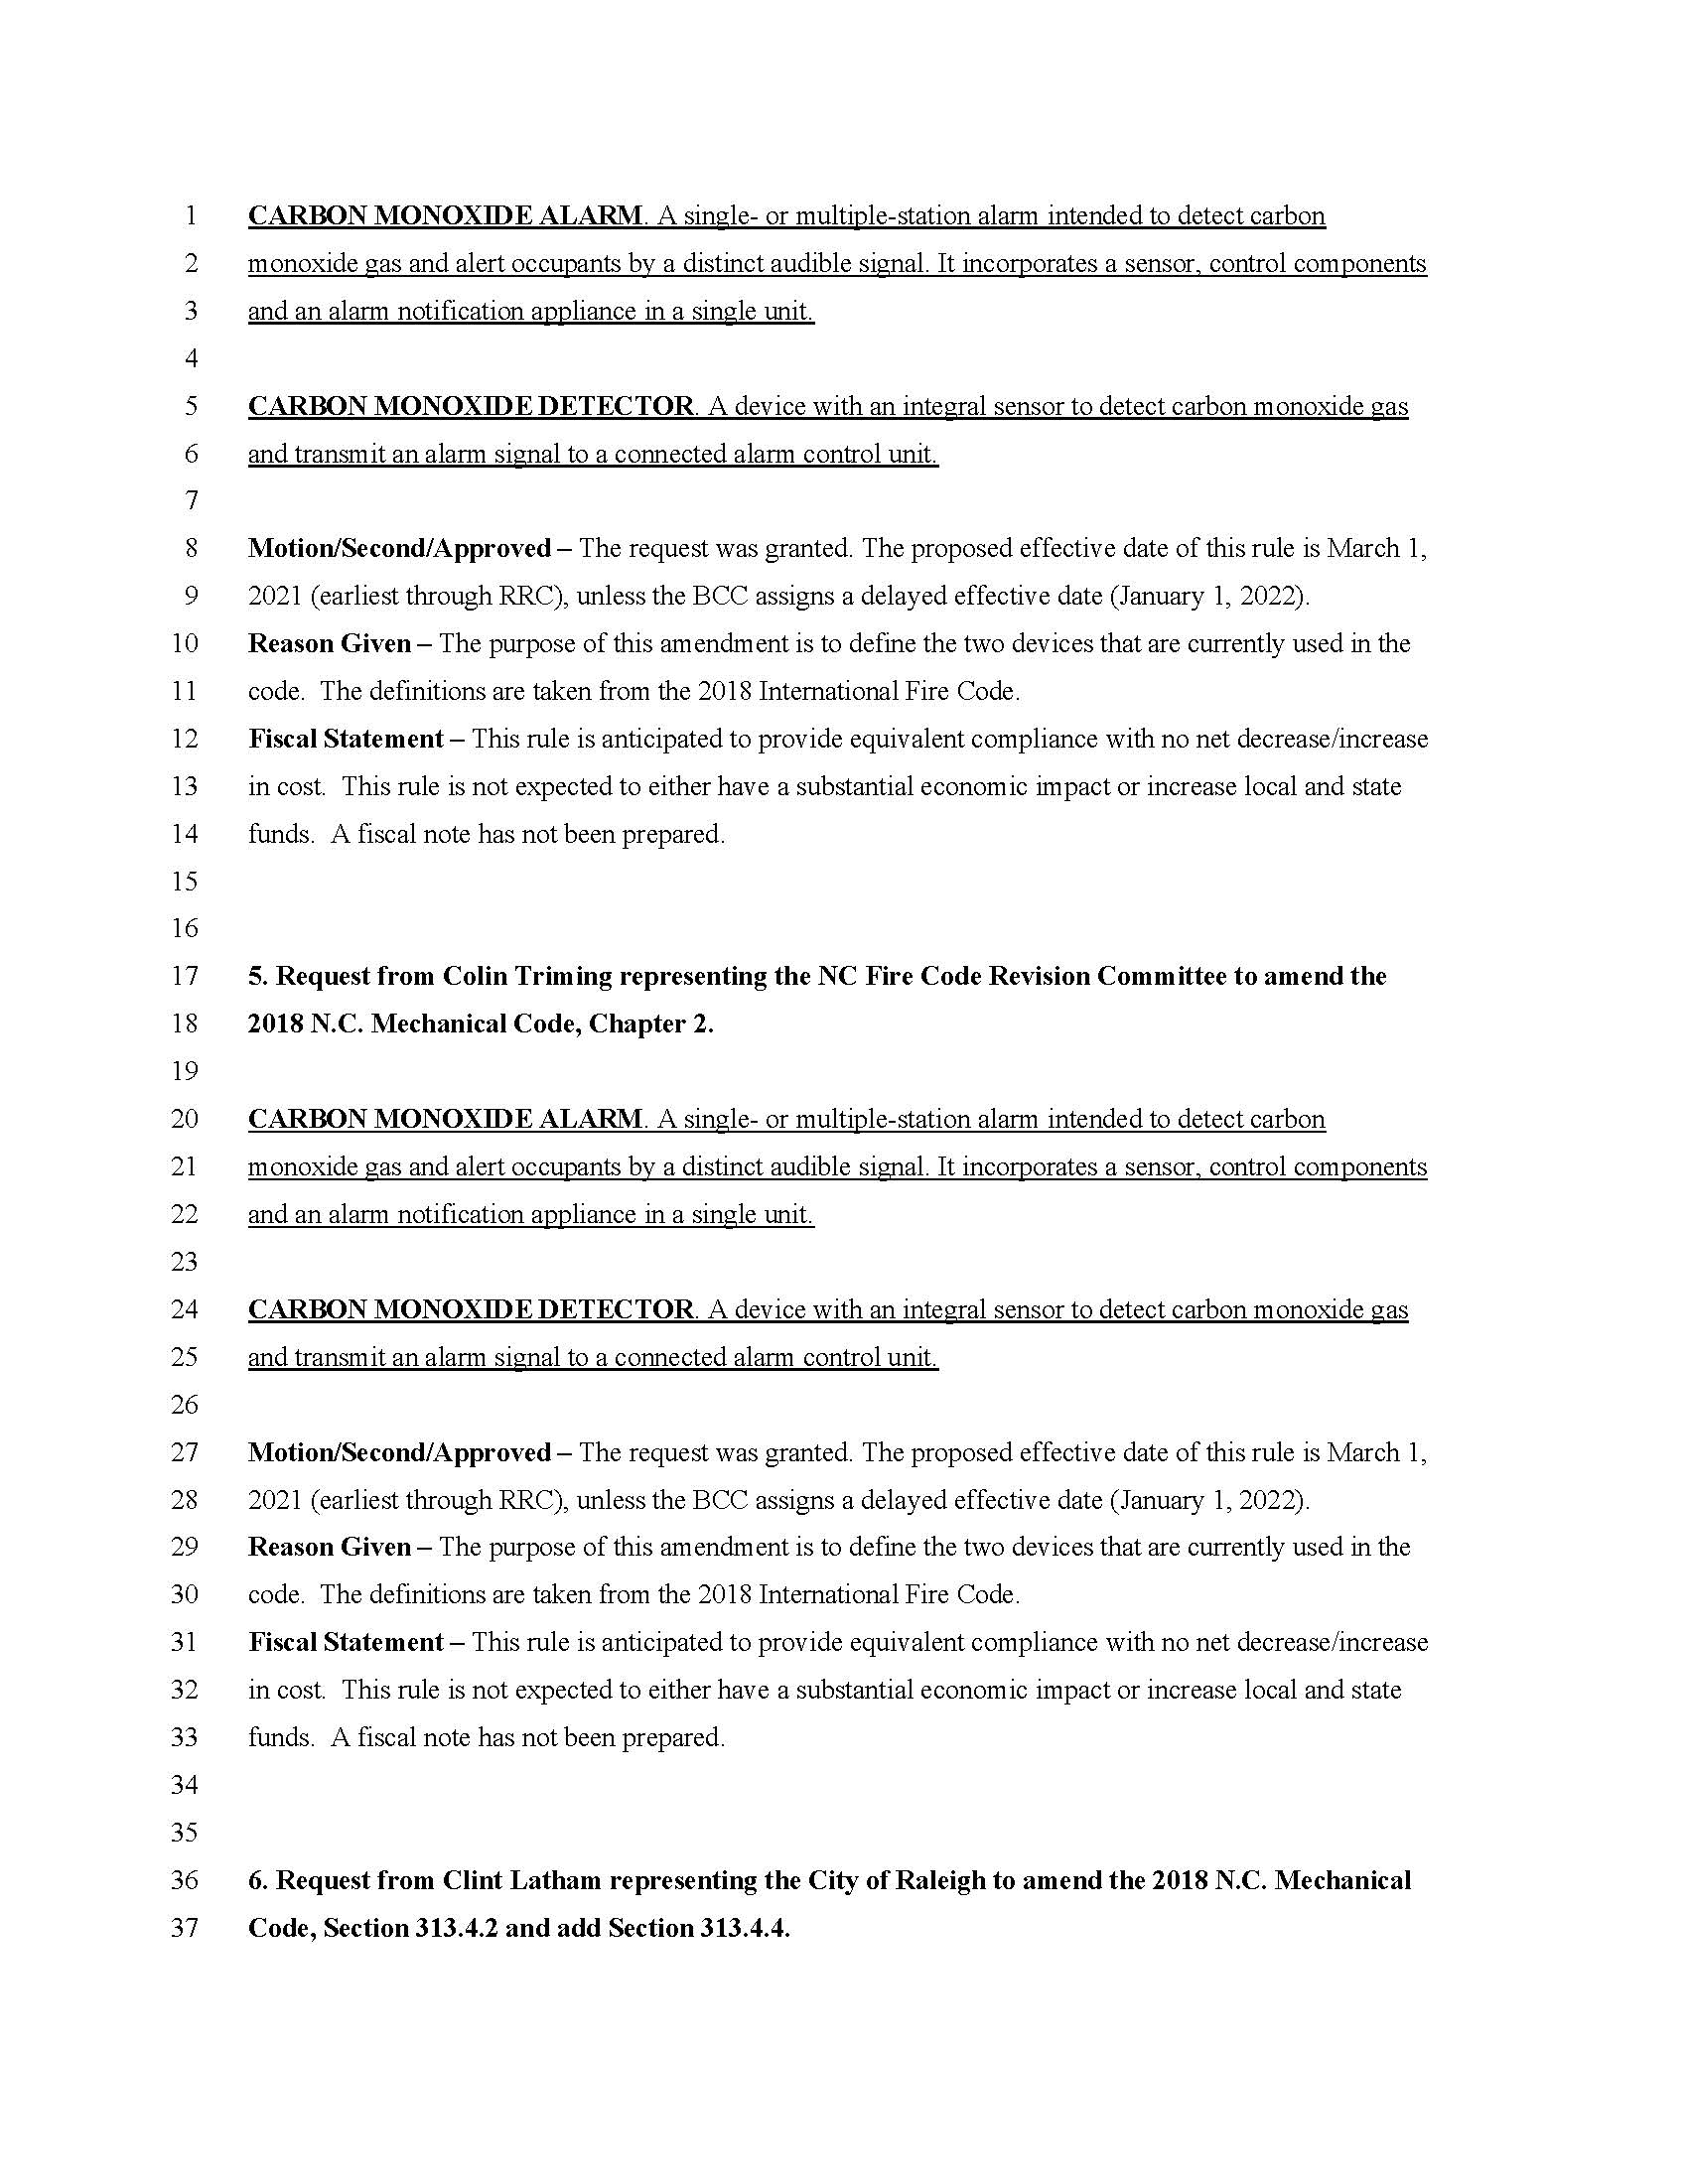 1 CARBON MONOXIDE ALARM. A single- or multiple-station alarm intended to detect carbon
2 monoxide gas and alert occupants by a distinct audible signal. It incorporates a sensor, control components
3 and an alarm notification appliance in a single unit.
4
5 CARBON MONOXIDE DETECTOR. A device with an integral sensor to detect carbon monoxide gas
6 and transmit an alarm signal to a connected alarm control unit.
7
8 Motion/Second/Approved – The request was granted. The proposed effective date of this rule is March 1,
9 2021 (earliest through RRC), unless the BCC assigns a delayed effective date (January 1, 2022).
10 Reason Given – The purpose of this amendment is to define the two devices that are currently used in the
11 code.  The definitions are taken from the 2018 International Fire Code.
12 Fiscal Statement – This rule is anticipated to provide equivalent compliance with no net decrease/increase
13 in cost.  This rule is not expected to either have a substantial economic impact or increase local and state
14 funds.  A fiscal note has not been prepared.
15
16
17 5. Request from Colin Triming representing the NC Fire Code Revision Committee to amend the
18 2018 N.C. Mechanical Code, Chapter 2.
19
20 CARBON MONOXIDE ALARM. A single- or multiple-station alarm intended to detect carbon
21 monoxide gas and alert occupants by a distinct audible signal. It incorporates a sensor, control components
22 and an alarm notification appliance in a single unit.
23
24 CARBON MONOXIDE DETECTOR. A device with an integral sensor to detect carbon monoxide gas
25 and transmit an alarm signal to a connected alarm control unit.
26
27 Motion/Second/Approved – The request was granted. The proposed effective date of this rule is March 1,
28 2021 (earliest through RRC), unless the BCC assigns a delayed effective date (January 1, 2022).
29 Reason Given – The purpose of this amendment is to define the two devices that are currently used in the
30 code.  The definitions are taken from the 2018 International Fire Code.
31 Fiscal Statement – This rule is anticipated to provide equivalent compliance with no net decrease/increase
32 in cost.  This rule is not expected to either have a substantial economic impact or increase local and state
33 funds.  A fiscal note has not been prepared.
34
35
36 6. Request from Clint Latham representing the City of Raleigh to amend the 2018 N.C. Mechanical
37 Code, Section 313.4.2 and add Section 313.4.4.